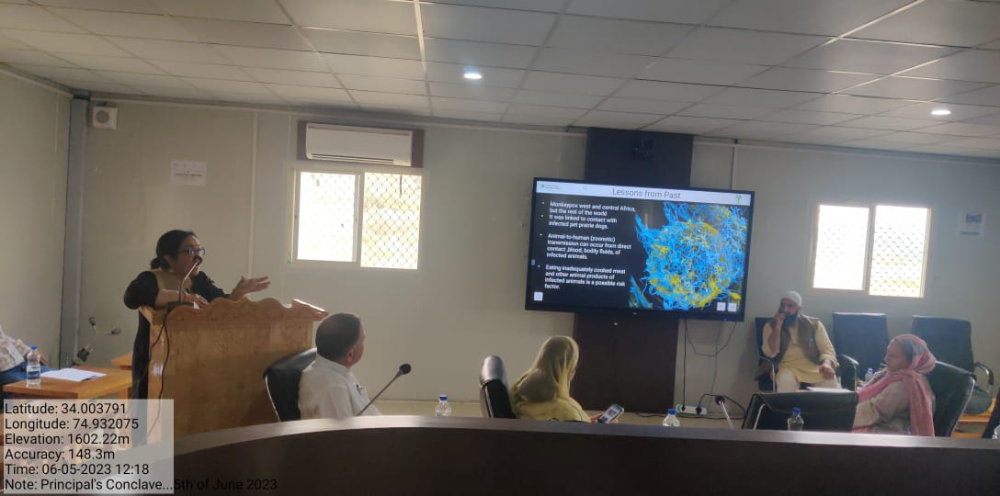 Lessons from Past
• Monkeypox west and central Africa,
but the rest of the world
• It was linked to contact with
infected pet prairie dogs.
• Animal-to-human (zoonotic)
transmission can occur from direct
contact ,blood, bodily fluids, of
infected animals.
• Eating inadequately cooked meat
and other animal products of
infected animals is a possible risk
factor.
Latitude: 34.003791
Longitude: 74.932075
Elevation: 1602.22m
Accuracy: 148.3m
Time: 06-05-2023 12:18
Note: Principal's Conclave...5th of June 2023